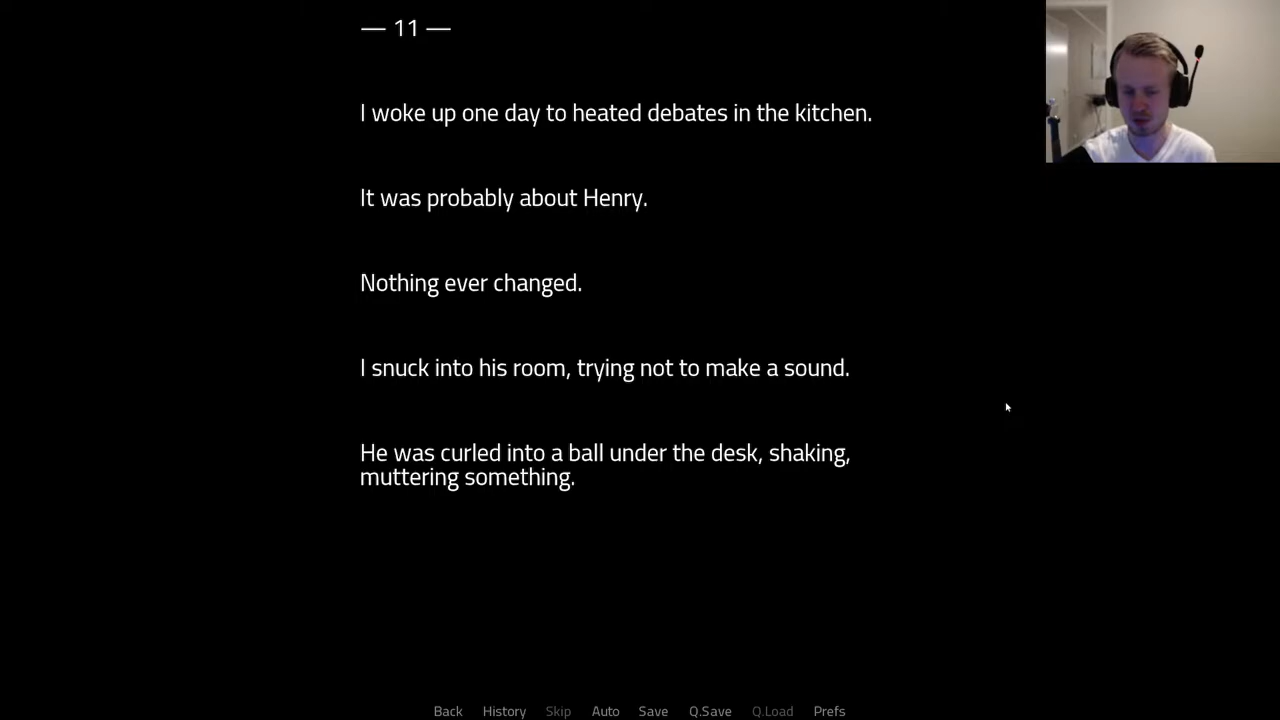 — 11 —
I woke up one day to heated debates in the kitchen.
It was probably about Henry.
Nothing ever changed.
I snuck into his room, trying not to make a sound.
He was curled into a ball under the desk, shaking,
muttering something.
Back History Skip Auto Save Q.Save Q.Load Prefs